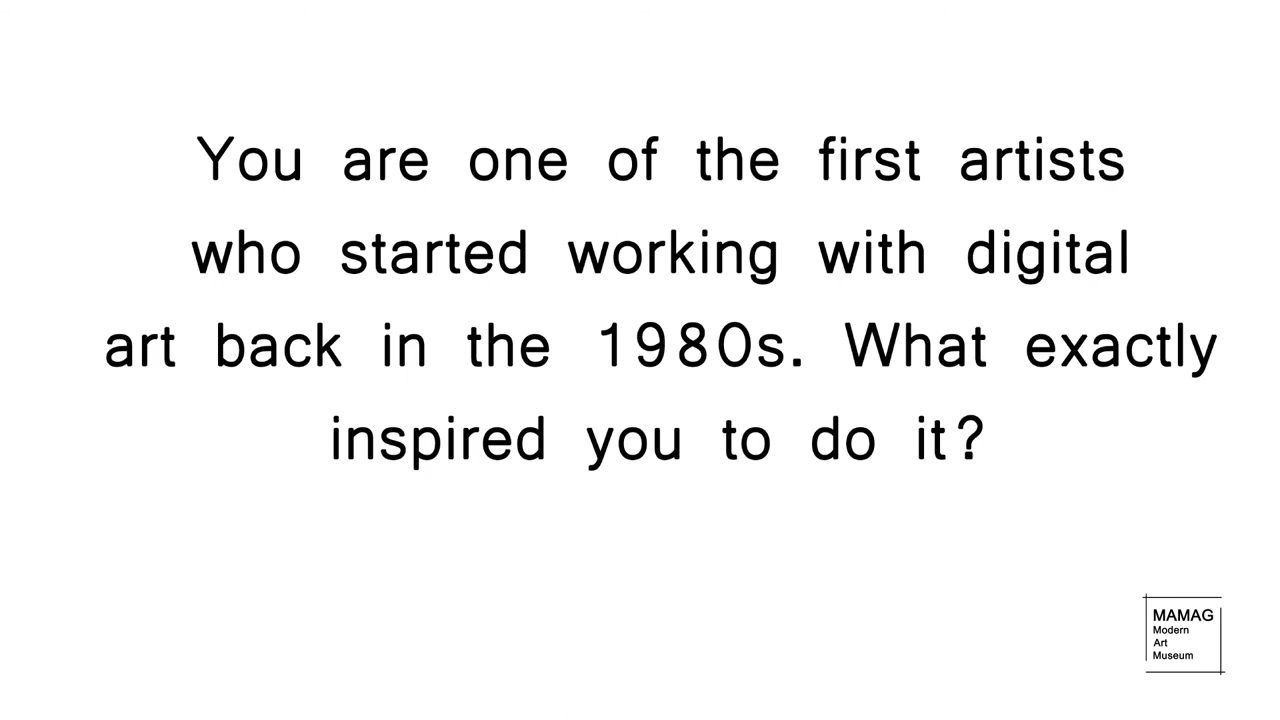 You are one of the first artists
who started working with digital
art back in the 1980s. What exactly
inspired you to do it?
MAMAG
Modern
Art
Museum